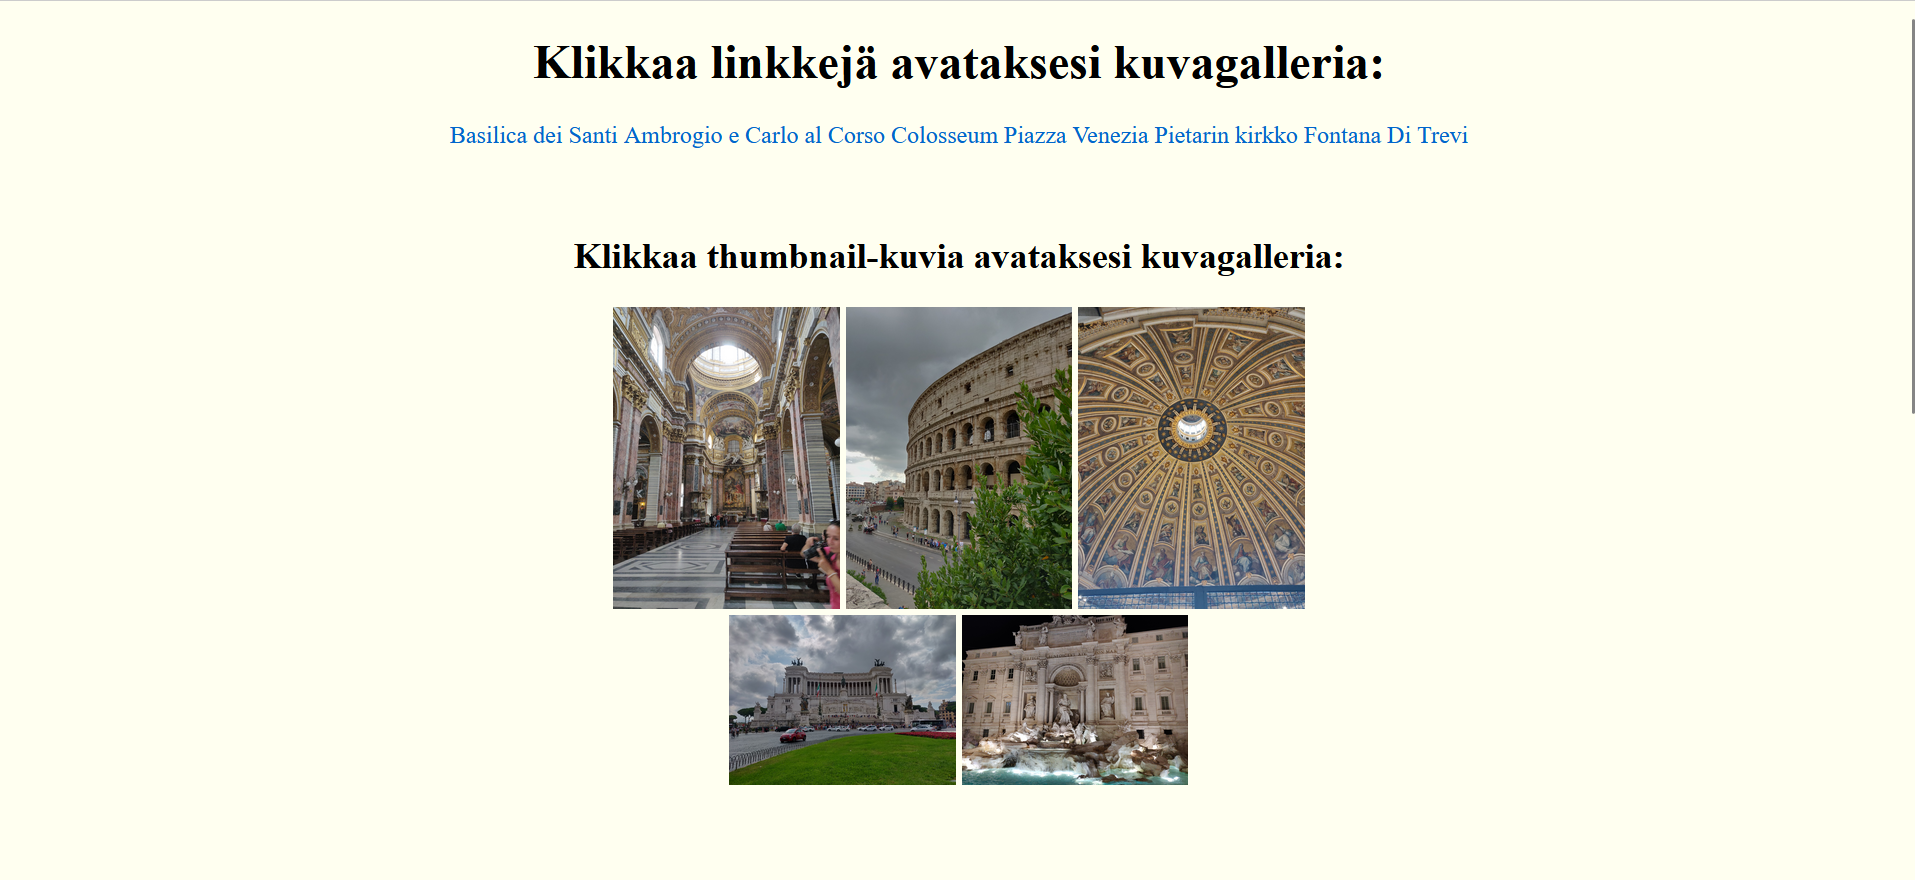 Klikkaa linkkejä avataksesi kuvagalleria:
Basilica dei Santi Ambrogio e Carlo al Corso Colosseum Piazza Venezia Pietarin kirkko Fontana Di Trevi
Klikkaa thumbnail-kuvia avataksesi kuvagalleria: